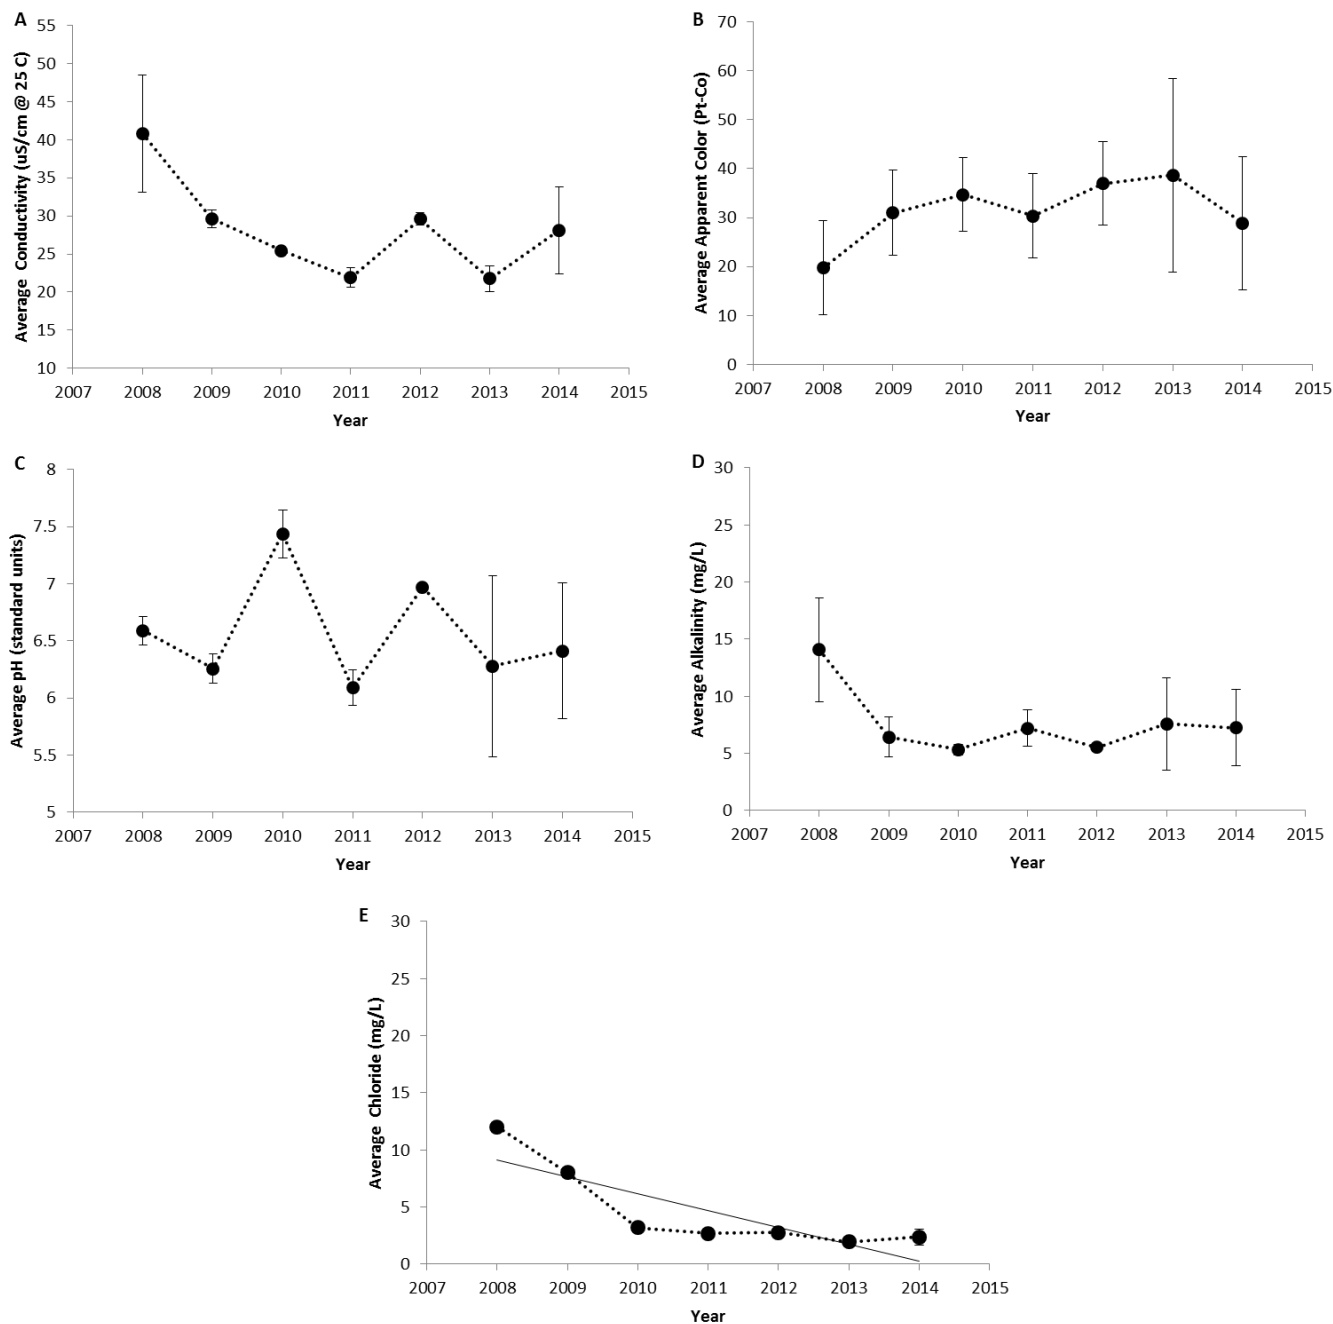 A
Average Conductivity (uS/cm @ 25 C)
55
50
45
40
35
30
25
20
15
10
2007 2008 2009 2010 2011 2012 2013 2014 2015
Year
B
Average Apparent Color (Pt-Co)
70
60
50
40
30
20
10
0
2007 2008 2009 2010 2011 2012 2013 2014 2015
Year
C
Average pH (standard units)
8
7.5
7
6.5
6
5.5
5
2007 2008 2009 2010 2011 2012 2013 2014 2015
Year
D
Average Alkalinity (mg/L)
30
25
20
15
10
5
0
2007 2008 2009 2010 2011 2012 2013 2014 2015
Year
E
Average Chloride (mg/L)
30
25
20
15
10
5
0
2007 2008 2009 2010 2011 2012 2013 2014 2015
Year